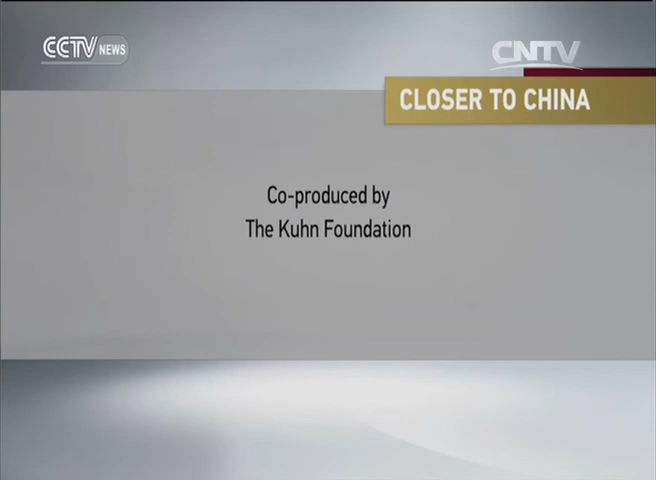 CCTV NEWS
CNTV
CLOSER TO CHINA
Co-produced by
The Kuhn Foundation